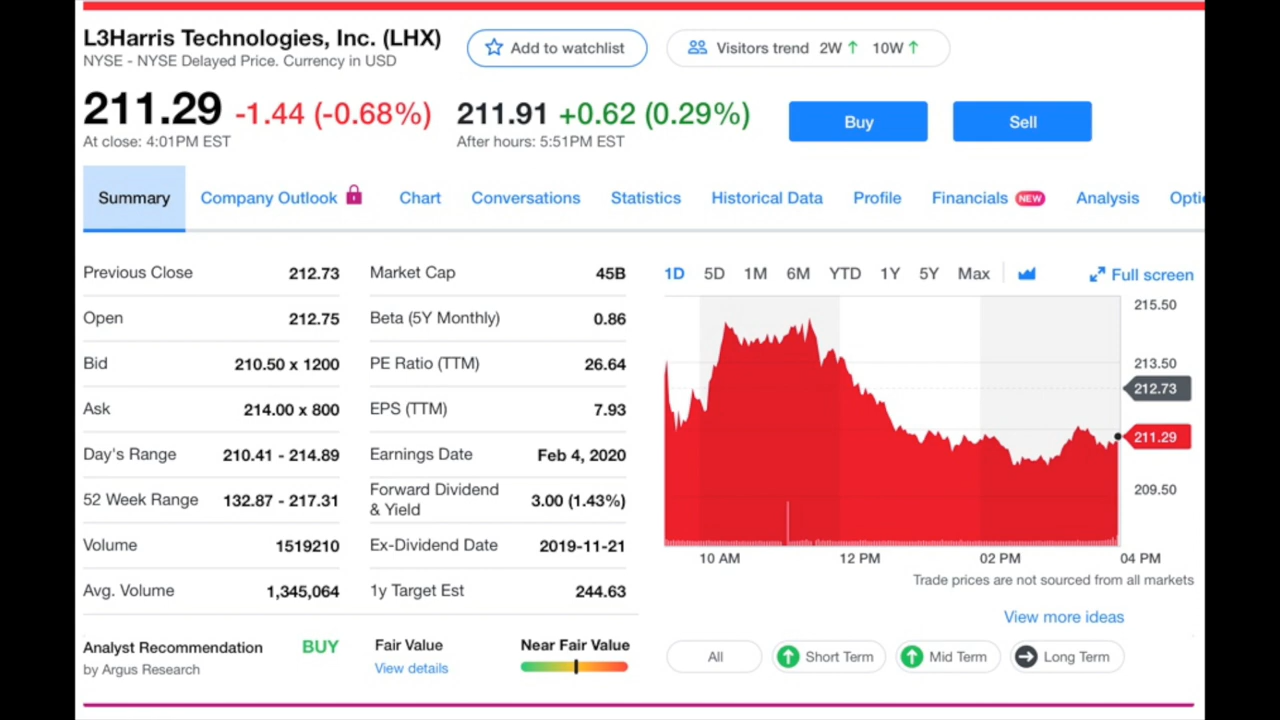 L3Harris Technologies, Inc. (LHX)
Add to watchlist
Visitors trend 2W 10W
NYSE - NYSE Delayed Price. Currency in USD
211.29 -1.44 (-0.68%)
At close: 4:01PM EST
211.91 +0.62 (0.29%)
After hours: 5:51PM EST
Buy
Sell
Summary Company Outlook Chart Conversations Statistics Historical Data Profile Financials NEW Analysis Opti
Previous Close 212.73
Open 212.75
Bid 210.50 x 1200
Ask 214.00 x 800
Day's Range 210.41 - 214.89
52 Week Range 132.87 - 217.31
Volume 1519210
Avg. Volume 1,345,064
Market Cap 45B
Beta (5Y Monthly) 0.86
PE Ratio (TTM) 26.64
EPS (TTM) 7.93
Earnings Date Feb 4, 2020
Forward Dividend
& Yield 3.00 (1.43%)
Ex-Dividend Date 2019-11-21
1y Target Est 244.63
1D 5D 1M 6M YTD 1Y 5Y Max
Full screen
215.50
213.50
212.73
211.29
209.50
10 AM 12 PM 02 PM 04 PM
Trade prices are not sourced from all markets
View more ideas
Analyst Recommendation BUY
by Argus Research
Fair Value
View details
Near Fair Value
All Short Term Mid Term Long Term